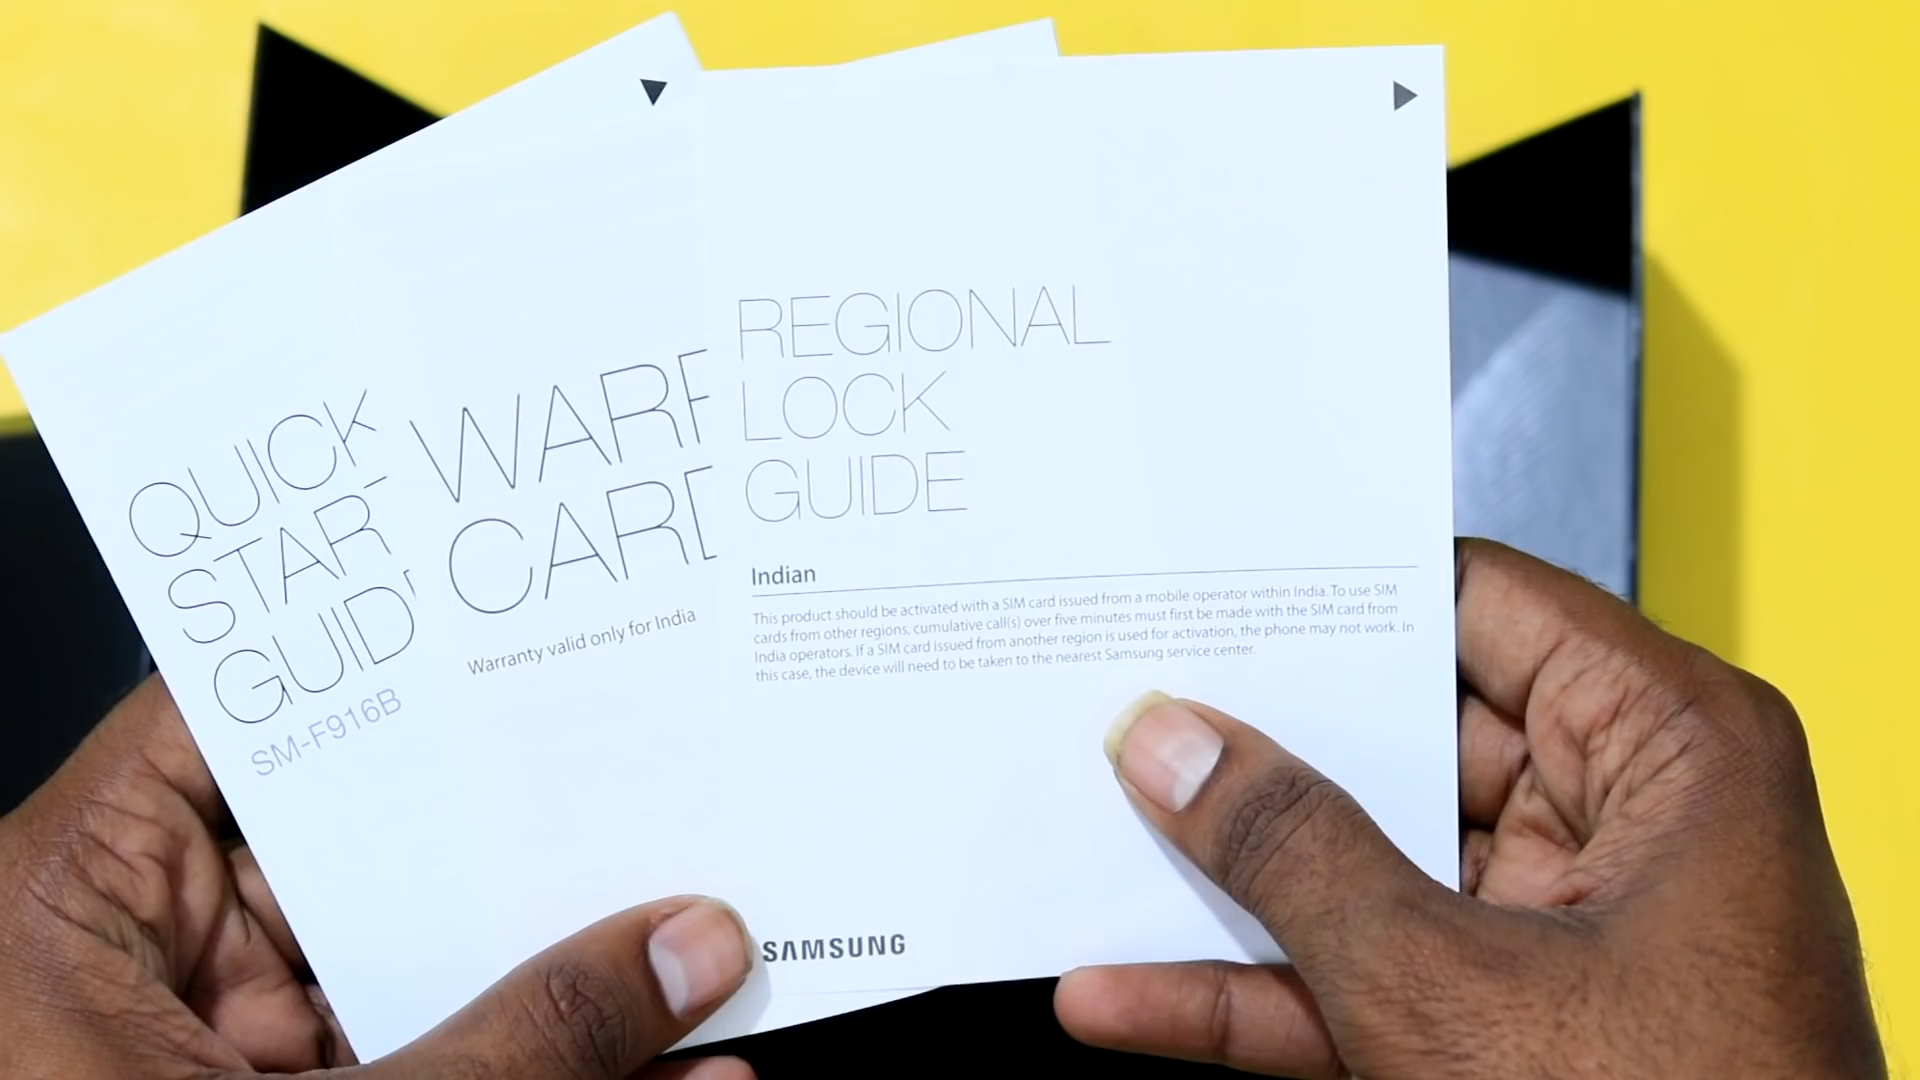 QUICK
STAR
GUID
SM-F916B
WAR
CAR
Warranty valid only for India
REGIONAL
LOCK
GUIDE
Indian
This product should be activated with a SIM card issued from a mobile operator within India. To use SIM
cards from other regions, cumulative call(s) over five minutes must first be made with the SIM card from
India operators. If a SIM card issued from another region is used for activation, the phone may not work. In
this case, the device will need to be taken to the nearest Samsung service center.
SAMSUNG